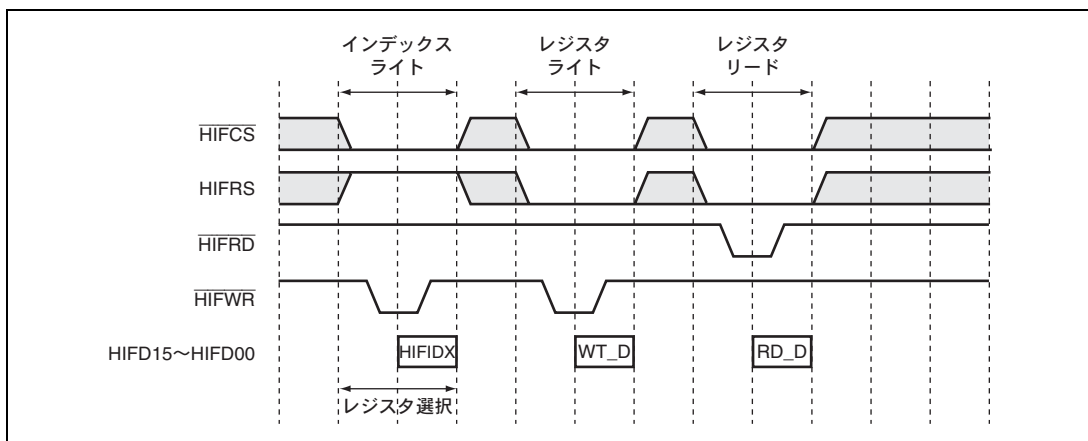 インデックス
ライト
レジスタ
ライト
レジスタ
リード
HIFCS
HIFRS
HIFRD
HIFWR
HIFD15～HIFD00
HIFIDX
WT_D
RD_D
レジスタ選択